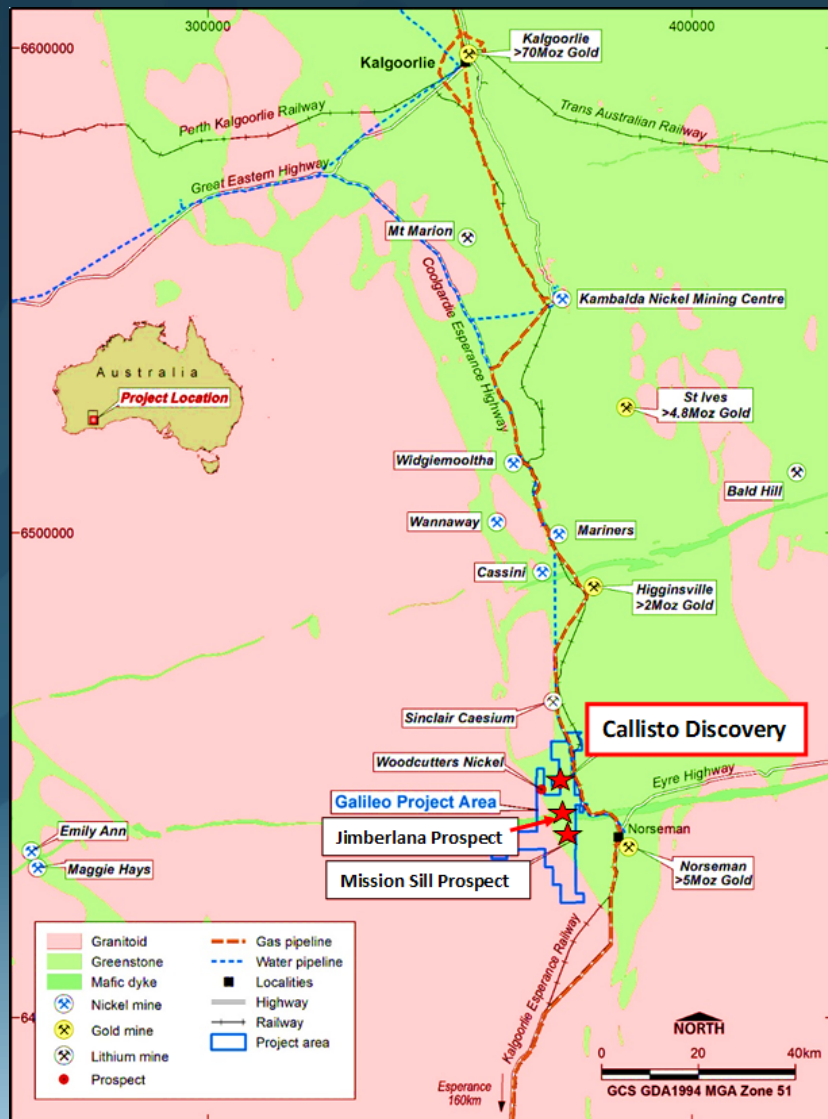 300000
400000
6600000
Kalgoorlie
>70Moz Gold
Kalgoorlie
Perth Kalgoorlie Railway
Trans Australian Railway
Great Eastern Highway
Mt Marion
Coolgardie Esperance Highway
Kambalda Nickel Mining Centre
Australia
Project Location
St Ives
>4.8Moz Gold
Widgiemooltha
Bald Hill
Wannaway
Mariners
6500000
Cassini
Higginsville
>2Moz Gold
Sinclair Caesium
Callisto Discovery
Woodcutters Nickel
Eyre Highway
Galileo Project Area
Emily Ann
Jimberlana Prospect
Norseman
Maggie Hays
Mission Sill Prospect
Norseman
>5Moz Gold
Granitoid
Greenstone
Mafic dyke
Nickel mine
Gold mine
Lithium mine
Prospect
Gas pipeline
Water pipeline
Localities
Highway
Railway
Project area
Kalgoorlie Esperance Railway
Esperance
160km
NORTH
0 20 40km
GCS GDA1994 MGA Zone 51